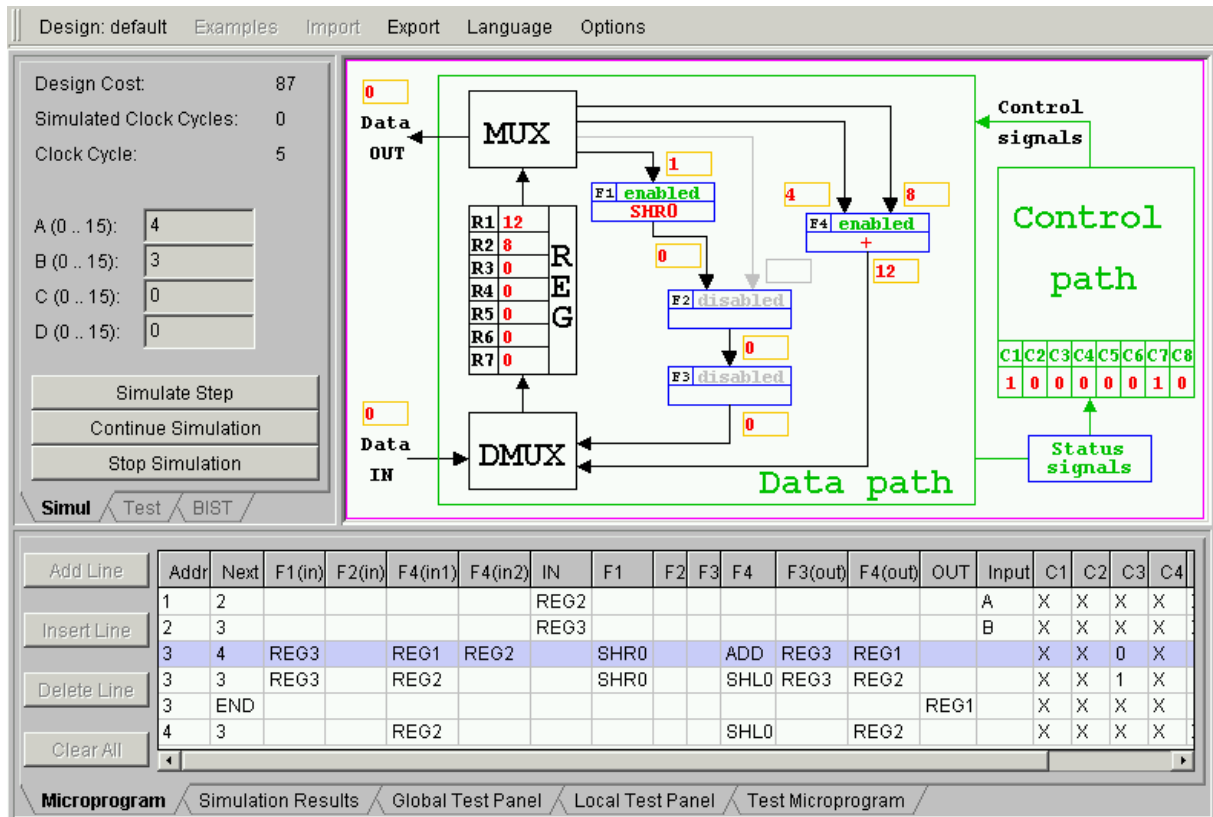 Design: default Examples Import Export Language Options
Design Cost: 87
Simulated Clock Cycles: 0
Clock Cycle: 5
A (0 .. 15): 4
B (0 .. 15): 3
C (0 .. 15): 0
D (0 .. 15): 0
Simulate Step
Continue Simulation
Stop Simulation
Simul Test BIST
0
Data
OUT
MUX
1
F1 enabled
SHR0
4
8
F4 enabled
+
12
R1 12
R2 8
R3 0
R4 0
R5 0
R6 0
R7 0
REG
0
F2 disabled
0
F3 disabled
0
0
Data
IN
DMUX
Data path
Control
signals
Control
path
C1 C2 C3 C4 C5 C6 C7 C8
1 0 0 0 0 0 1 0
Status
signals
Add Line
Insert Line
Delete Line
Clear All
Addr Next F1(in) F2(in) F4(in1) F4(in2) IN F1 F2 F3 F4 F3(out) F4(out) OUT Input C1 C2 C3 C4
1 2 REG2 A X X X X
2 3 REG3 B X X X X
3 4 REG3 REG1 REG2 SHR0 ADD REG3 REG1 X X 0 X
3 3 REG3 REG2 SHR0 SHL0 REG3 REG2 X X 1 X
3 END REG1 X X X X
4 3 REG2 SHL0 REG2 X X X X
Microprogram Simulation Results Global Test Panel Local Test Panel Test Microprogram